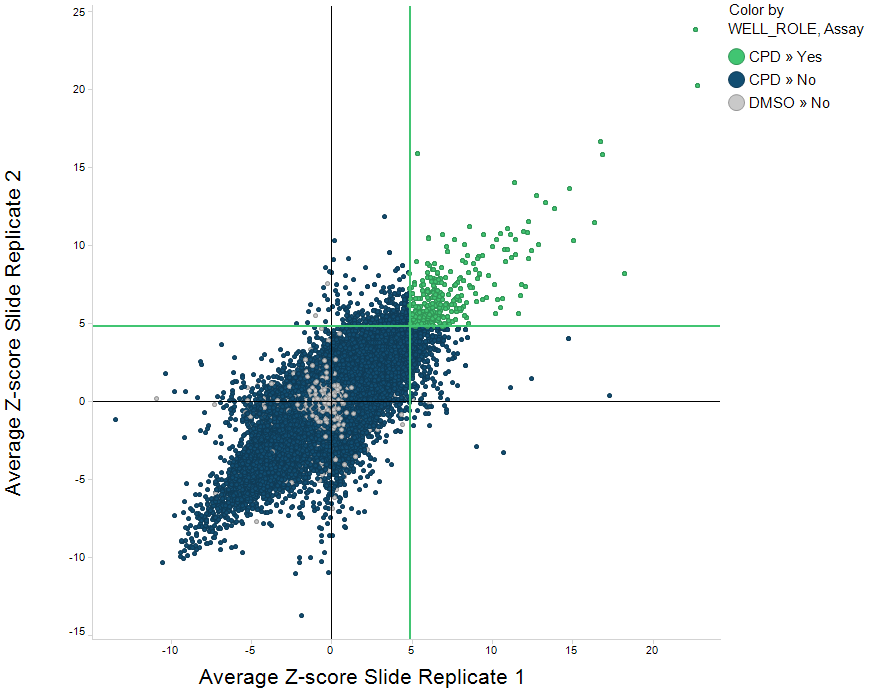 Color by
WELL_ROLE, Assay
CPD » Yes
CPD » No
DMSO » No
Average Z-score Slide Replicate 2
25
20
15
10
5
0
-5
-10
-15
-10
-5
0
5
10
15
20
Average Z-score Slide Replicate 1